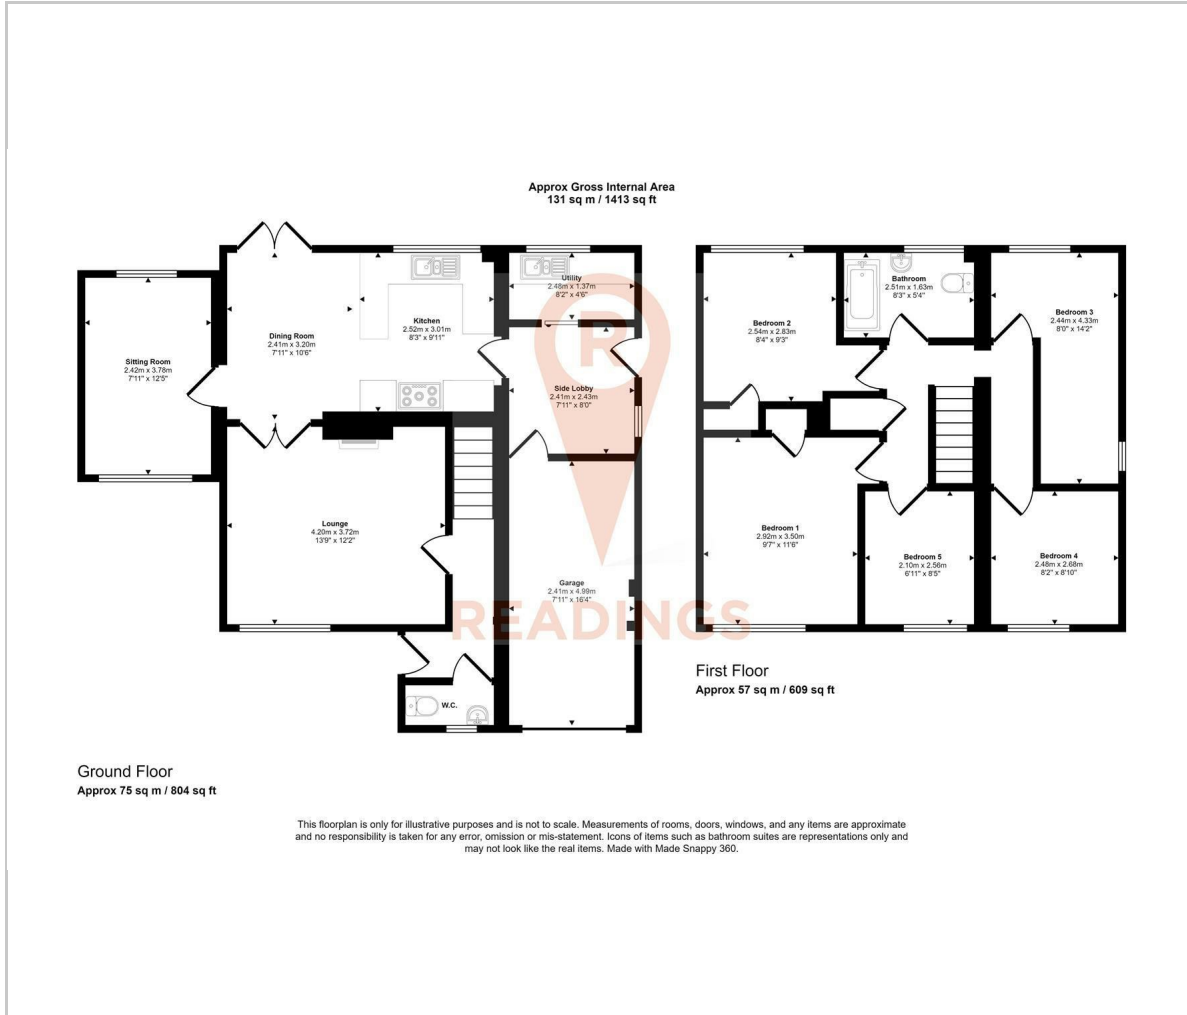 Approx Gross Internal Area
131 sq m / 1413 sq ft
Utility
2.48m x 1.37m
8'2" x 4'6"
Kitchen
2.52m x 3.01m
8'3" x 9'11"
Dining Room
2.41m x 3.20m
7'11" x 10'6"
Sitting Room
2.42m x 3.78m
7'11" x 12'5"
Side Lobby
2.41m x 2.43m
7'11" x 8'0"
Lounge
4.20m x 3.72m
13'9" x 12'2"
Garage
2.41m x 4.99m
7'11" x 16'4"
W.C.
R
READINGS
Bathroom
2.51m x 1.63m
8'3" x 5'4"
Bedroom 2
2.54m x 2.83m
8'4" x 9'3"
Bedroom 3
2.44m x 4.33m
8'0" x 14'2"
Bedroom 1
2.92m x 3.50m
9'7" x 11'6"
Bedroom 5
2.10m x 2.56m
6'11" x 8'5"
Bedroom 4
2.48m x 2.68m
8'2" x 8'10"
First Floor
Approx 57 sq m / 609 sq ft
Ground Floor
Approx 75 sq m / 804 sq ft
This floorplan is only for illustrative purposes and is not to scale. Measurements of rooms, doors, windows, and any items are approximate
and no responsibility is taken for any error, omission or mis-statement. Icons of items such as bathroom suites are representations only and
may not look like the real items. Made with Made Snappy 360.